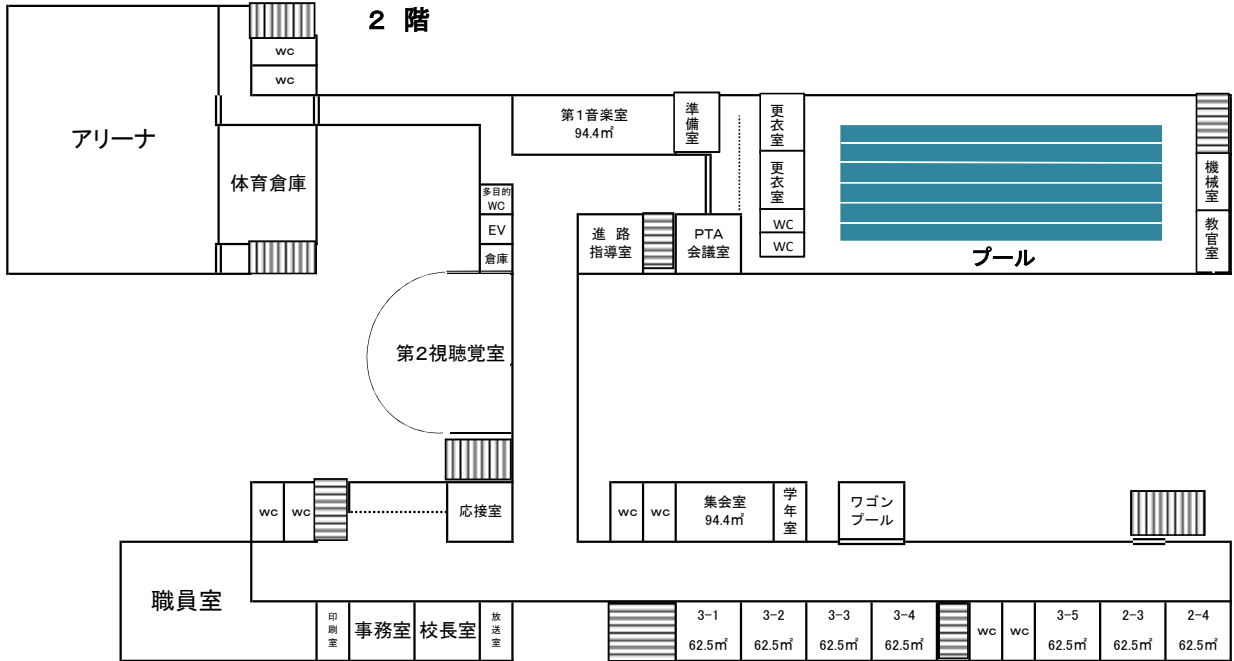 2 階
WC
WC
アリーナ
体育倉庫
第1音楽室
94.4㎡
準備室
更衣室
更衣室
WC
WC
機械室
教官室
プール
多目的
WC
EV
倉庫
進 路
指導室
PTA
会議室
第2視聴覚室
WC
WC
応接室
WC
WC
集会室
94.4㎡
学年室
ワゴン
プール
職員室
印刷室
事務室
校長室
放送室
3-1
62.5㎡
3-2
62.5㎡
3-3
62.5㎡
3-4
62.5㎡
WC
WC
3-5
62.5㎡
2-3
62.5㎡
2-4
62.5㎡